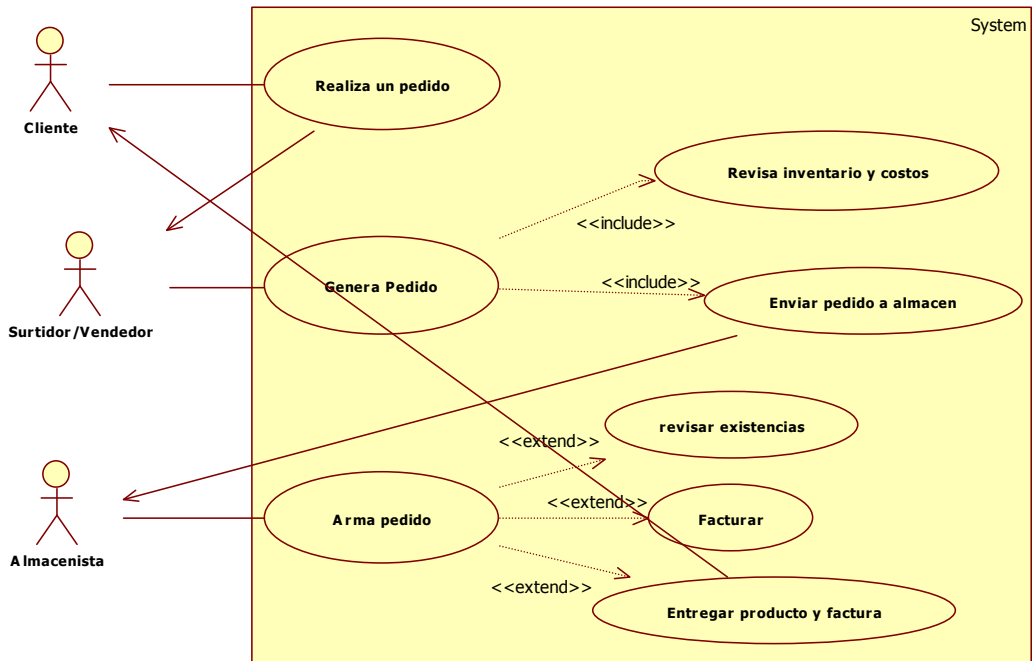 System
Realiza un pedido
Cliente
Revisa inventario y costos
<<include>>
Surtidor/Vendedor
Genera Pedido
<<include>>
Enviar pedido a almacen
revisar existencias
<<extend>>
Almacenista
Arma pedido
<<extend>>
Facturar
<<extend>>
Entregar producto y factura